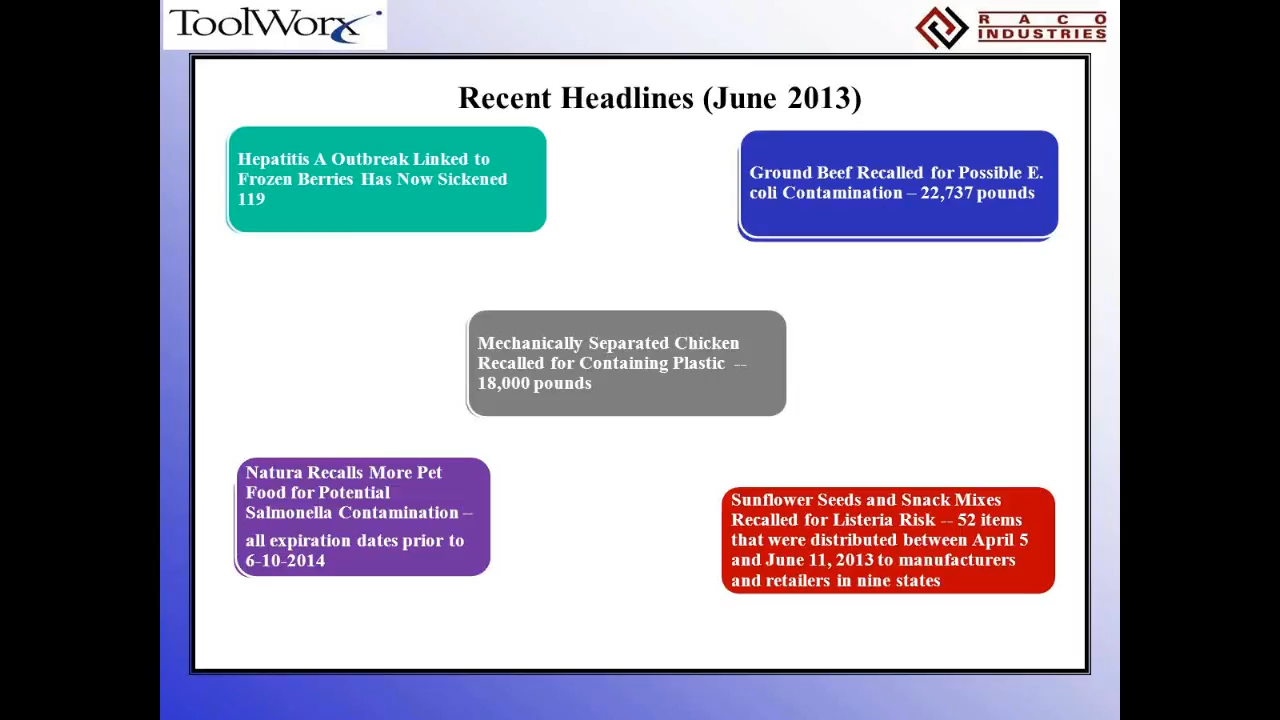 ToolWorx
RACO
INDUSTRIES
Recent Headlines (June 2013)
Hepatitis A Outbreak Linked to
Frozen Berries Has Now Sickened
119
Ground Beef Recalled for Possible E.
coli Contamination – 22,737 pounds
Mechanically Separated Chicken
Recalled for Containing Plastic --
18,000 pounds
Natura Recalls More Pet
Food for Potential
Salmonella Contamination –
all expiration dates prior to
6-10-2014
Sunflower Seeds and Snack Mixes
Recalled for Listeria Risk -- 52 items
that were distributed between April 5
and June 11, 2013 to manufacturers
and retailers in nine states